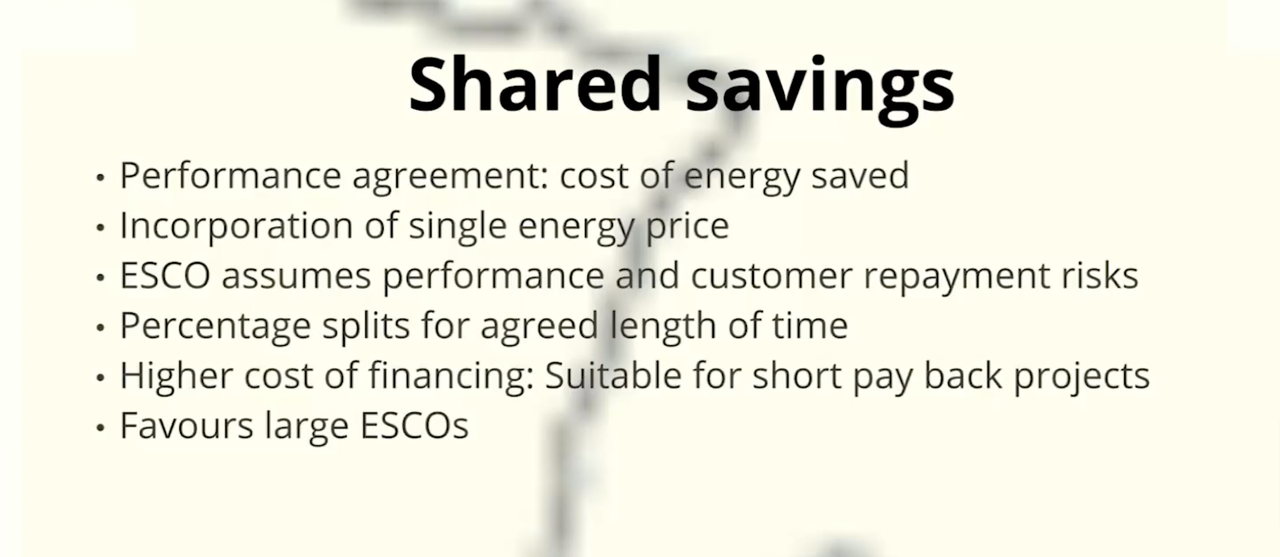 Shared savings
• Performance agreement: cost of energy saved
• Incorporation of single energy price
• ESCO assumes performance and customer repayment risks
• Percentage splits for agreed length of time
• Higher cost of financing: Suitable for short pay back projects
• Favours large ESCOs